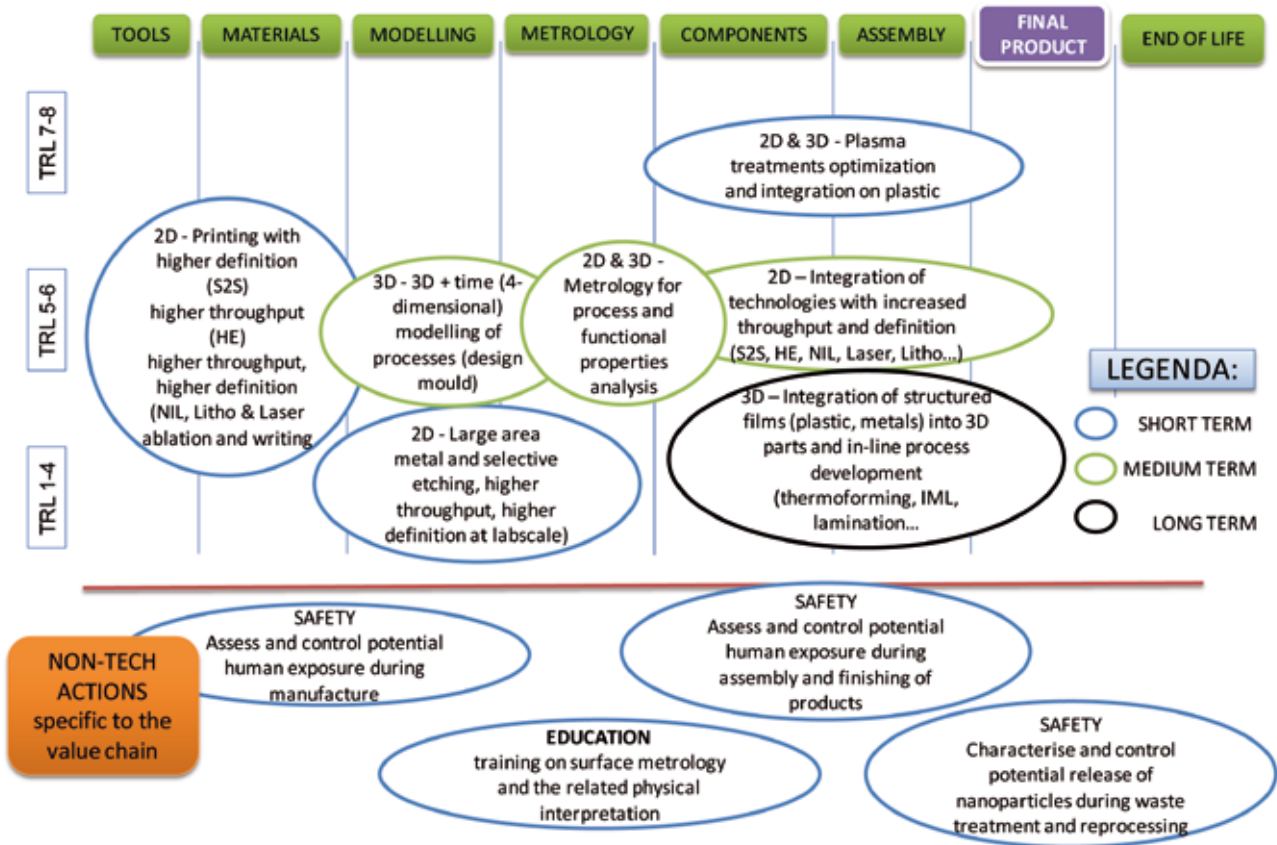 TOOLS
MATERIALS
MODELLING
METROLOGY
COMPONENTS
ASSEMBLY
FINAL
PRODUCT
END OF LIFE
TRL 7-8
2D & 3D - Plasma
treatments optimization
and integration on plastic
TRL 5-6
2D - Printing with
higher definition
(S2S)
higher throughput
(HE)
higher throughput,
higher definition
(NIL, Litho & Laser
ablation and writing
3D - 3D + time (4-
dimensional)
modelling of
processes (design
mould)
2D & 3D -
Metrology for
process and
functional
properties
analysis
2D – Integration of
technologies with increased
throughput and definition
(S2S, HE, NIL, Laser, Litho...)
TRL 1-4
2D - Large area
metal and selective
etching, higher
throughput, higher
definition at labscale)
3D – Integration of structured
films (plastic, metals) into 3D
parts and in-line process
development
(thermoforming, IML,
lamination...
LEGENDA:
SHORT TERM
MEDIUM TERM
LONG TERM
NON-TECH
ACTIONS
specific to the
value chain
SAFETY
Assess and control potential
human exposure during
manufacture
SAFETY
Assess and control potential
human exposure during
assembly and finishing of
products
EDUCATION
training on surface metrology
and the related physical
interpretation
SAFETY
Characterise and control
potential release of
nanoparticles during waste
treatment and reprocessing